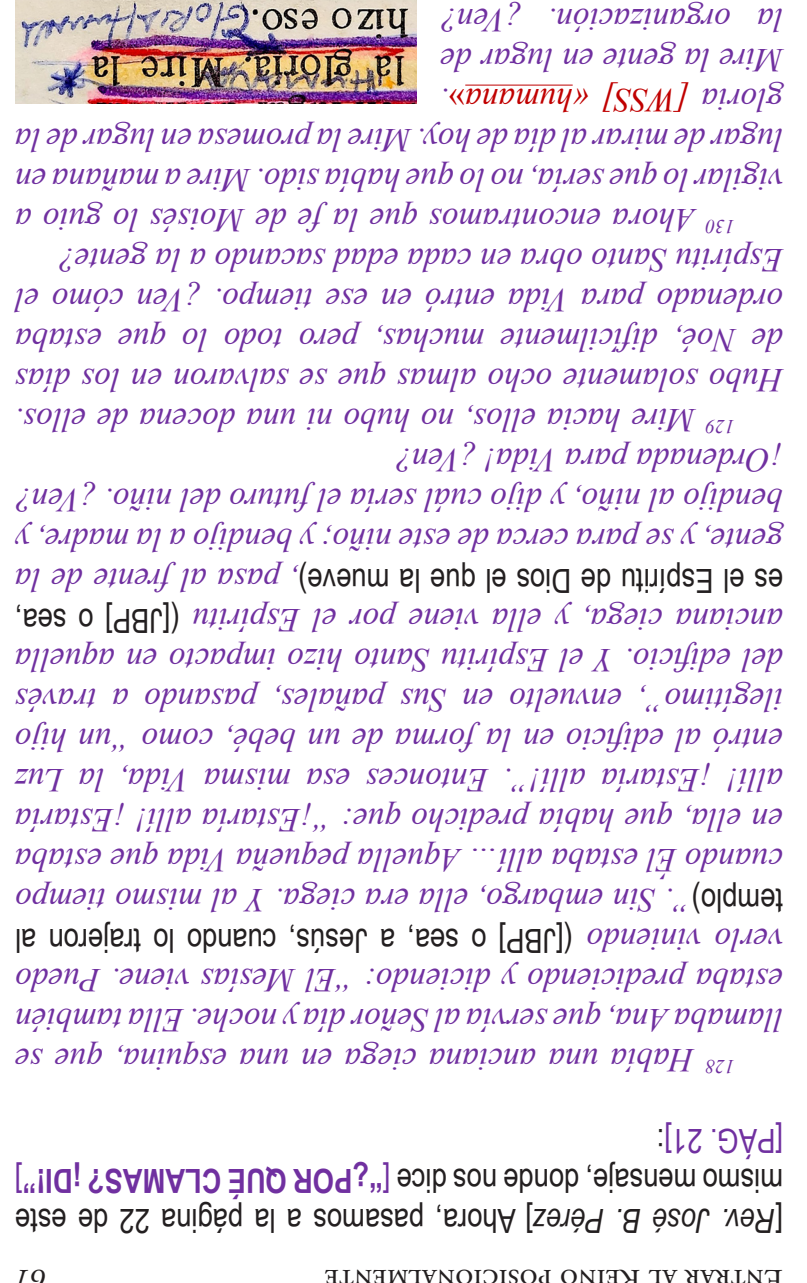 ENTRAR AL REINO POSICIONALMENTE 61
[Rev. José B. Pérez] Ahora, pasamos a la página 22 de este
mismo mensaje, donde nos dice [“¿POR QUÉ CLAMAS? ¡DI!”]
[PÁG. 21]:
128 Había una anciana ciega en una esquina, que se
llamaba Ana, que servía al Señor día y noche. Ella también
estaba prediciendo y diciendo: “El Mesías viene. Puedo
verlo viniendo ([JBP] o sea, a Jesús, cuando lo trajeron al
templo)”. Sin embargo, ella era ciega. Y al mismo tiempo
cuando Él estaba allí... Aquella pequeña Vida que estaba
en ella, que había predicho que: “¡Estaría allí! ¡Estaría
allí! ¡Estaría allí!”. Entonces esa misma Vida, la Luz
entró al edificio en la forma de un bebé, como “un hijo
ilegítimo”, envuelto en Sus pañales, pasando a través
del edificio. Y el Espíritu Santo hizo impacto en aquella
anciana ciega, y ella viene por el Espíritu ([JBP] o sea,
es el Espíritu de Dios el que la mueve), pasa al frente de la
gente, y se para cerca de este niño; y bendijo a la madre, y
bendijo al niño, y dijo cuál sería el futuro del niño. ¿Ven?
¡Ordenada para Vida! ¿Ven?
129 Mire hacia ellos, no hubo ni una docena de ellos.
Hubo solamente ocho almas que se salvaron en los días
de Noé, difícilmente muchas, pero todo lo que estaba
ordenado para Vida entró en ese tiempo. ¿Ven cómo el
Espíritu Santo obra en cada edad sacando a la gente?
130 Ahora encontramos que la fe de Moisés lo guio a
vigilar lo que sería, no lo que había sido. Mire a mañana en
lugar de mirar al día de hoy. Mire la promesa en lugar de la
gloria [WSS] «humana».
Mire la gente en lugar de
la organización. ¿Ven?
Humana
la gloria. Mire la
hizo eso. (Gloria Humana